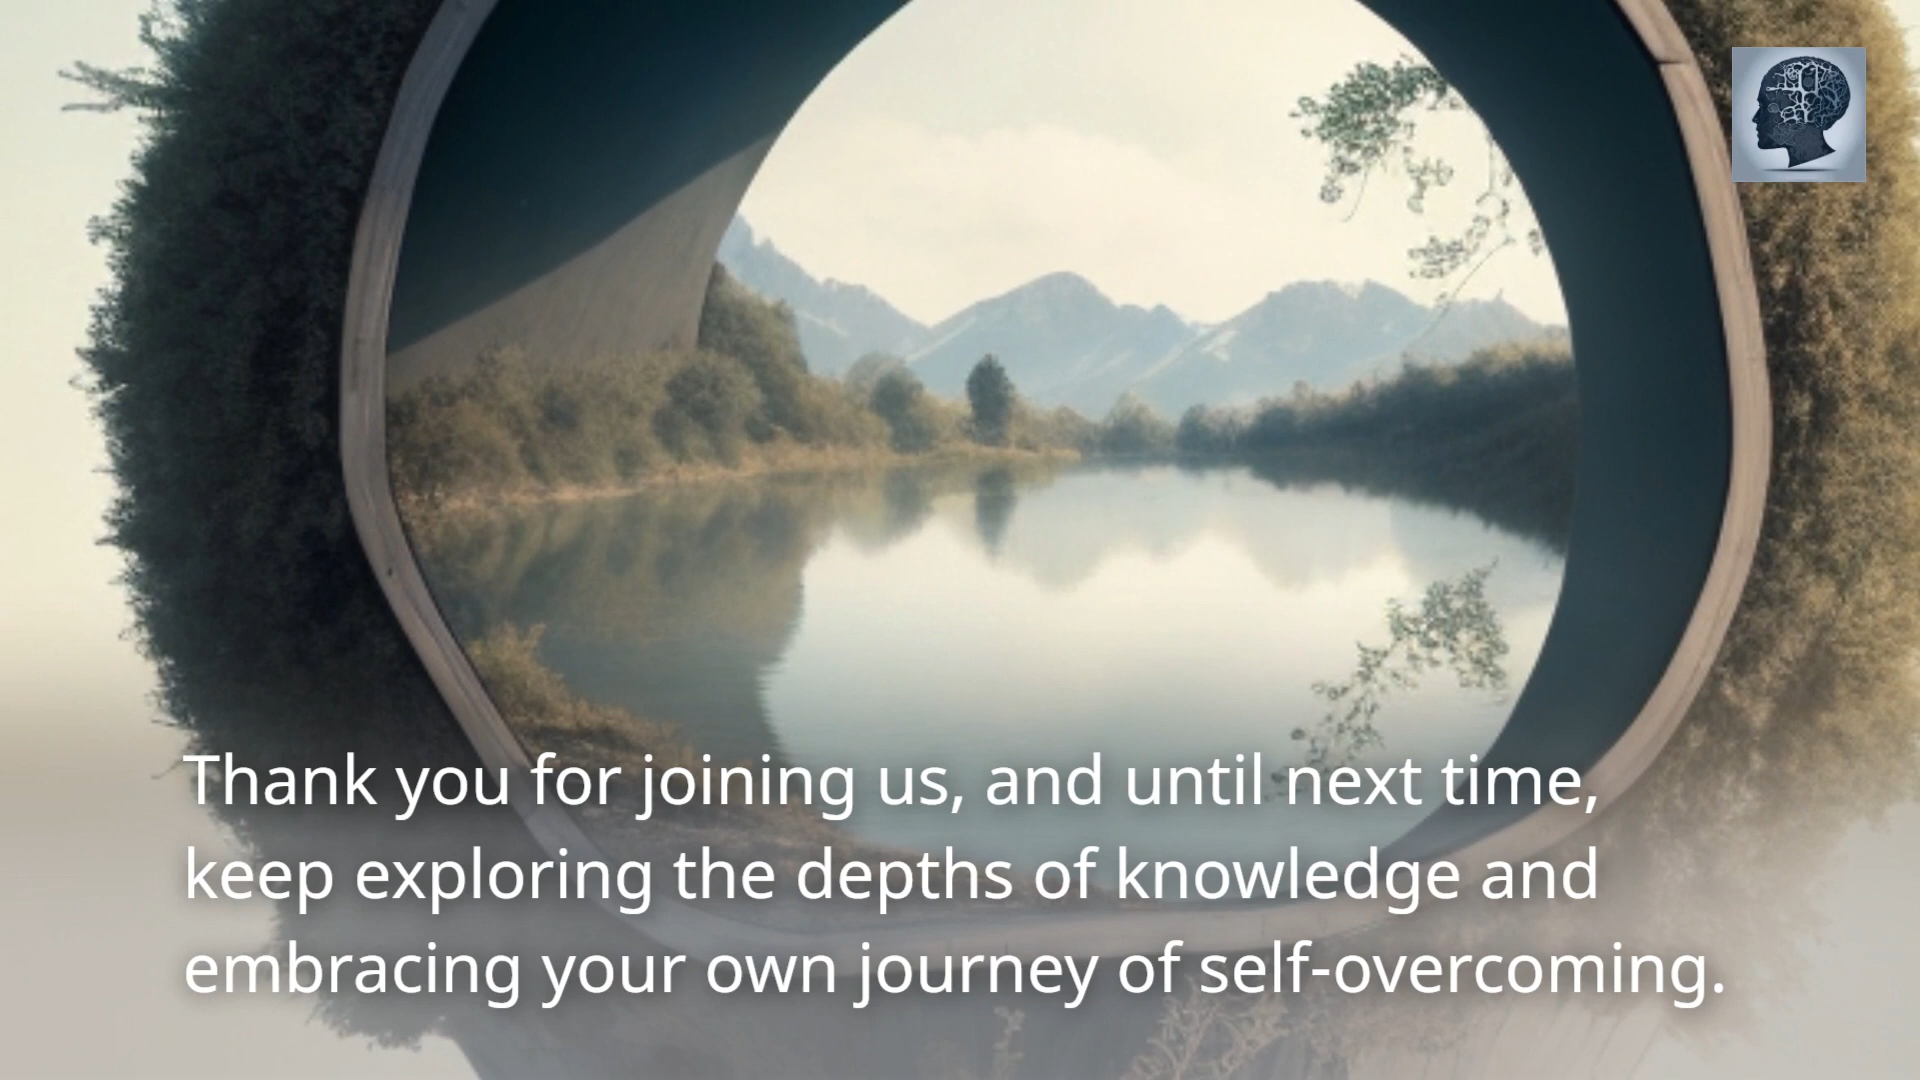 Thank you for joining us, and until next time,
keep exploring the depths of knowledge and
embracing your own journey of self-overcoming.